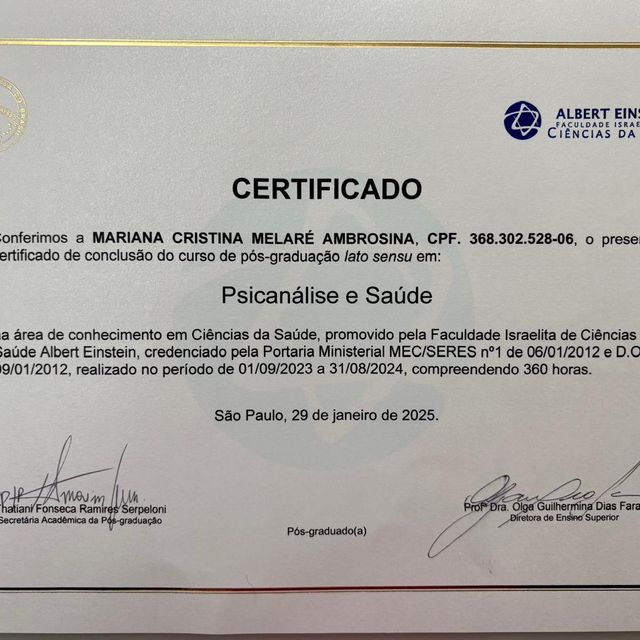 ALBERT EINS
FACULDADE ISRAE
CIÊNCIAS DA
CERTIFICADO
Conferimos a MARIANA CRISTINA MELARÉ AMBROSINA, CPF. 368.302.528-06, o presen
ertificado de conclusão do curso de pós-graduação lato sensu em:
Psicanálise e Saúde
na área de conhecimento em Ciências da Saúde, promovido pela Faculdade Israelita de Ciências
Saúde Albert Einstein, credenciado pela Portaria Ministerial MEC/SERES nº1 de 06/01/2012 e D.O
09/01/2012, realizado no período de 01/09/2023 a 31/08/2024, compreendendo 360 horas.
São Paulo, 29 de janeiro de 2025.
Thatiani Fonseca Ramires Serpeloni
Secretária Acadêmica da Pós-graduação
Pós-graduado(a)
Profª Dra. Olga Guilhermina Dias Fara
Diretora de Ensino Superior